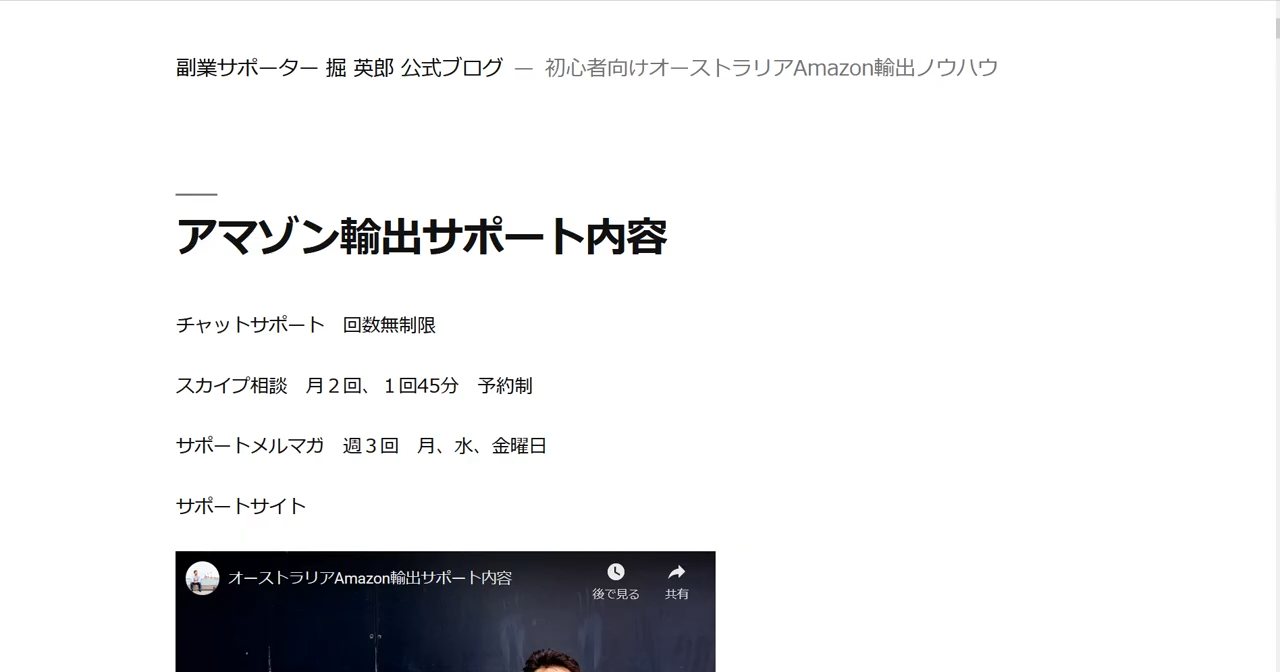 副業サポーター 掘 英郎 公式ブログ — 初心者向けオーストラリアAmazon輸出ノウハウ
アマゾン輸出サポート内容
チャットサポート　回数無制限
スカイプ相談　月２回、１回45分　予約制
サポートメルマガ　週３回　月、水、金曜日
サポートサイト
オーストラリアAmazon輸出サポート内容
後で見る
共有